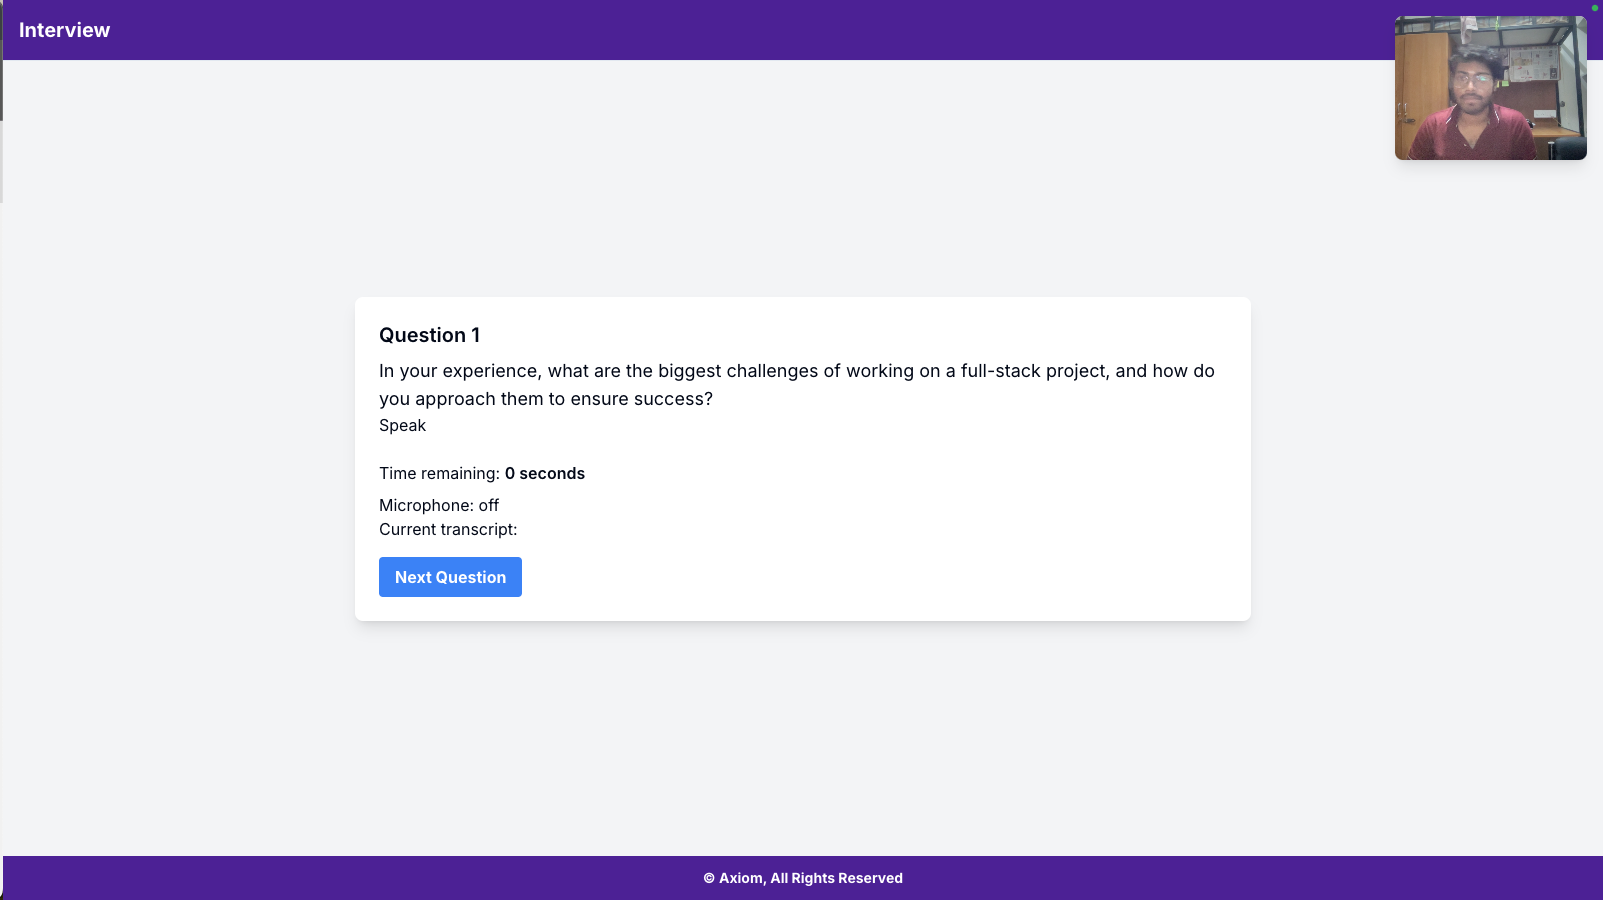 Interview
Question 1
In your experience, what are the biggest challenges of working on a full-stack project, and how do
you approach them to ensure success?
Speak
Time remaining: 0 seconds
Microphone: off
Current transcript:
Next Question
© Axiom, All Rights Reserved